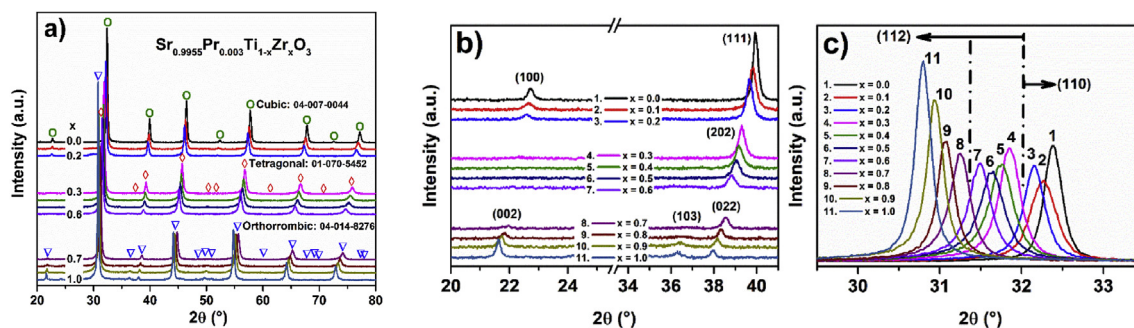 a)
Sr0.9955Pr0.003Ti1-xZrxO3
Cubic: 04-007-0044
x
0.0
0.2
Tetragonal: 01-070-5452
0.3
0.6
Orthorrombic: 04-014-8276
0.7
1.0
20 30 40 50 60 70 80
2θ (°)
Intensity (a.u.)
b)
(111)
(100)
1. x = 0.0
2. x = 0.1
3. x = 0.2
(202)
4. x = 0.3
5. x = 0.4
6. x = 0.5
7. x = 0.6
(002)
(103)
(022)
8. x = 0.7
9. x = 0.8
10. x = 0.9
11. x = 1.0
20 21 22 23 24 25 36 37 38 39 40 41
2θ (°)
Intensity (a.u.)
c)
(112)
(110)
1. x = 0.0
2. x = 0.1
3. x = 0.2
4. x = 0.3
5. x = 0.4
6. x = 0.5
7. x = 0.6
8. x = 0.7
9. x = 0.8
10. x = 0.9
11. x = 1.0
11
10
9
8
7
6
5
4
3
2
1
30 31 32 33
2θ (°)
Intensity (a.u.)